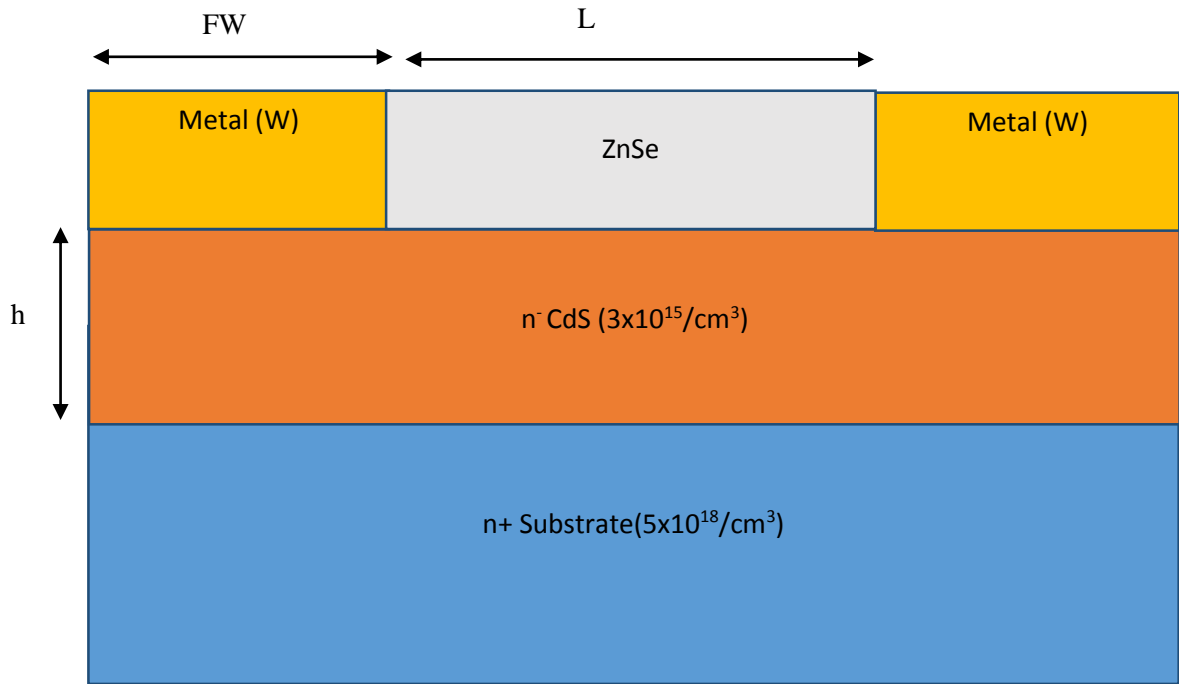 FW
L
Metal (W)
ZnSe
Metal (W)
h
n⁻ CdS (3x10¹⁵/cm³)
n+ Substrate(5x10¹⁸/cm³)